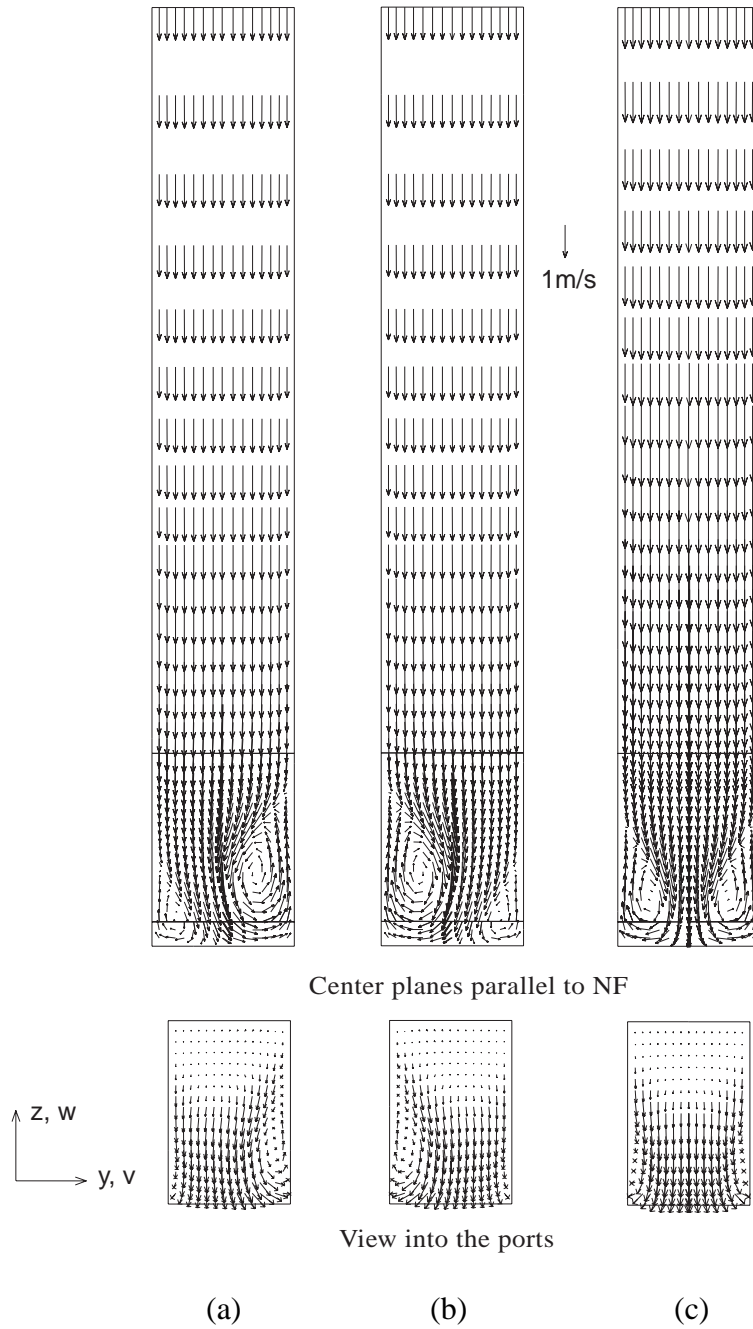 1m/s
Center planes parallel to NF
z, w
y, v
View into the ports
(a) (b) (c)